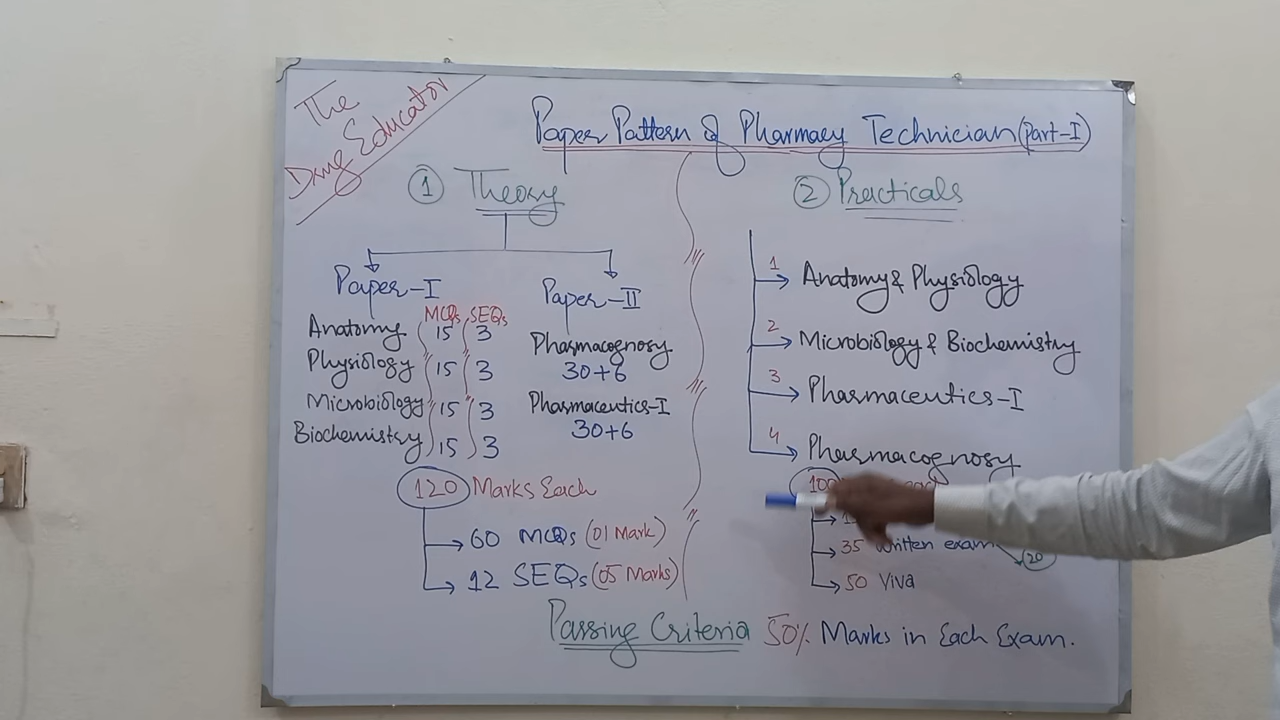 The
Drug Educator
Paper Pattern of Pharmacy Technician (Part-I)
1 Theory
Paper-I
MCQs SEQs
Anatomy 15 3
Physiology 15 3
Microbiology 15 3
Biochemistry 15 3
Paper-II
Pharmacognosy
30+6
Pharmaceutics-I
30+6
120 Marks Each
60 MCQs (01 Mark)
12 SEQs (05 Marks)
2 Practicals
1 Anatomy & Physiology
2 Microbiology & Biochemistry
3 Pharmaceutics-I
4 Pharmacognosy
100
35 Written exam
20
50 Viva
Passing Criteria 50% Marks in Each Exam.